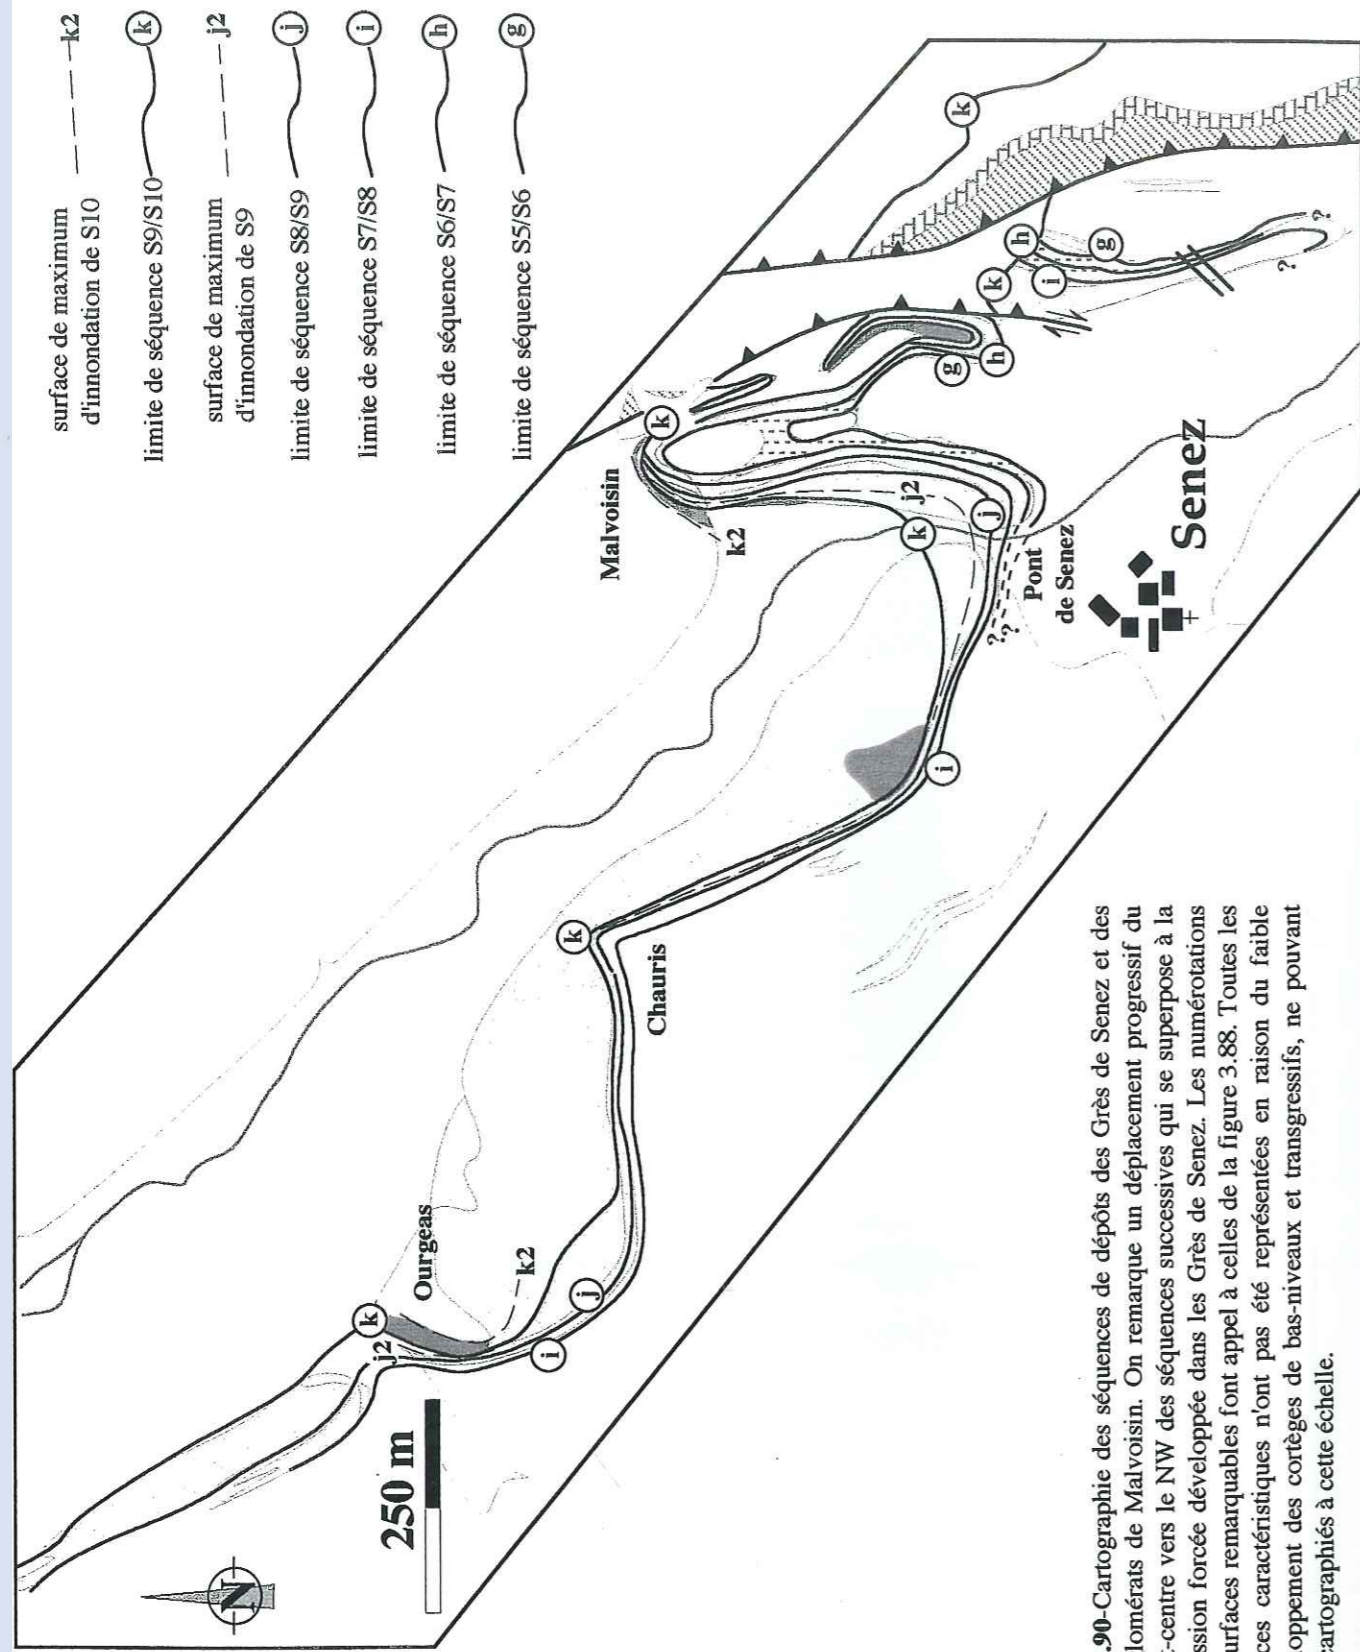 surface de maximum
d'innondation de S10
k2
limite de séquence S9/S10
k
surface de maximum
d'innondation de S9
j2
limite de séquence S8/S9
j
limite de séquence S7/S8
i
limite de séquence S6/S7
h
limite de séquence S5/S6
g
N
250 m
k
j2
Ourgeas
k2
j
i
k
Chauris
i
Malvoisin
k
k2
j2
k
j
? ?
Pont
de Senez
Senez
g
h
k
h
i
g
?
?
k
.90-Cartographie des séquences de dépôts des Grès de Senez et des
lomérats de Malvoisin. On remarque un déplacement progressif du
-centre vers le NW des séquences successives qui se superpose à la
ssion forcée développée dans les Grès de Senez. Les numérotations
urfaces remarquables font appel à celles de la figure 3.88. Toutes les
ces caractéristiques n'ont pas été représentées en raison du faible
oppement des cortèges de bas-niveaux et transgressifs, ne pouvant
cartographiés à cette échelle.